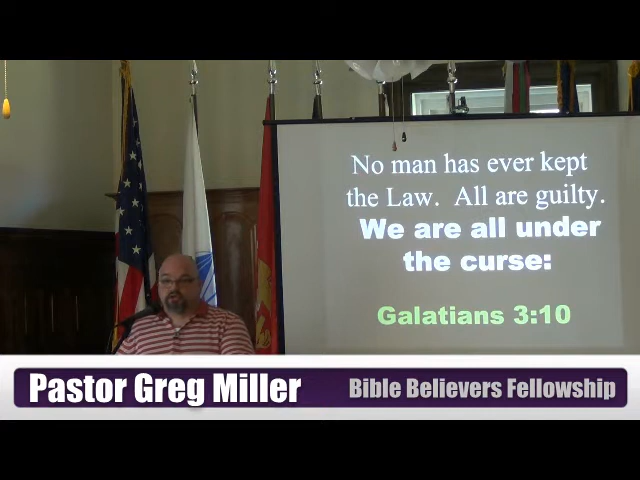 No man has ever kept
the Law. All are guilty.
We are all under
the curse:
Galatians 3:10
Pastor Greg Miller
Bible Believers Fellowship